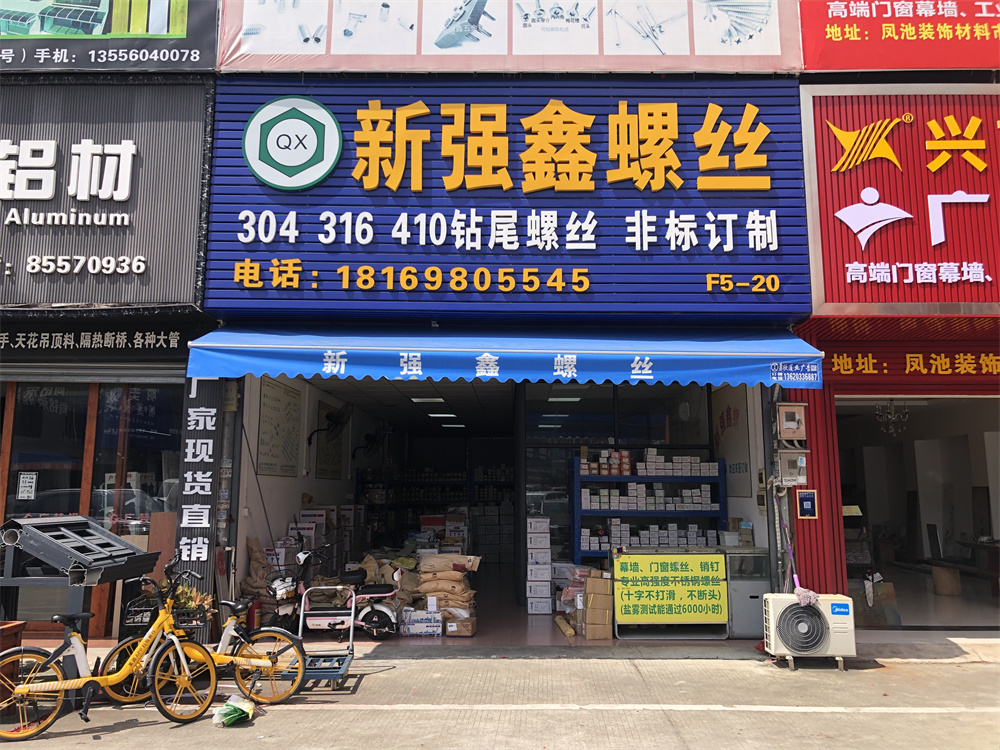 号）手机：13556040078
铝材
Aluminum
：85570936
手、天花吊顶料、隔热断桥、各种大管
厂家现货直销
QX
新强鑫螺丝
304 316 410钻尾螺丝 非标订制
电话：18169805545
F5-20
新强鑫螺丝
13620336887
幕墙、门窗螺丝、销钉
专业高强度不锈钢螺丝
(十字不打滑，不断头)
(盐雾测试能通过6000小时)
Midea
高端门窗幕墙、工
地址：凤池装饰材料市
®
兴
广
高端门窗幕墙、
地址：凤池装饰